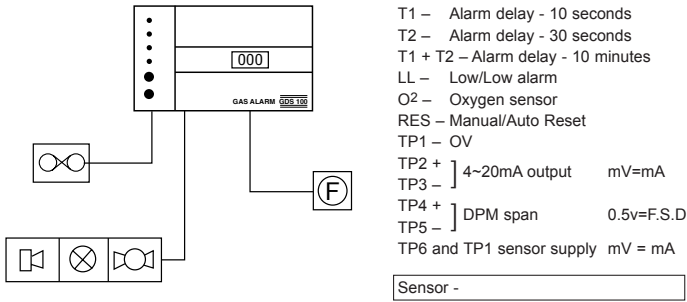 000
GAS ALARM GDS 100
F
T1 – Alarm delay - 10 seconds
T2 – Alarm delay - 30 seconds
T1 + T2 – Alarm delay - 10 minutes
LL – Low/Low alarm
O2 – Oxygen sensor
RES – Manual/Auto Reset
TP1 – OV
TP2 +
TP3 –
4~20mA output mV=mA
TP4 +
TP5 –
DPM span 0.5v=F.S.D
TP6 and TP1 sensor supply mV = mA
Sensor -